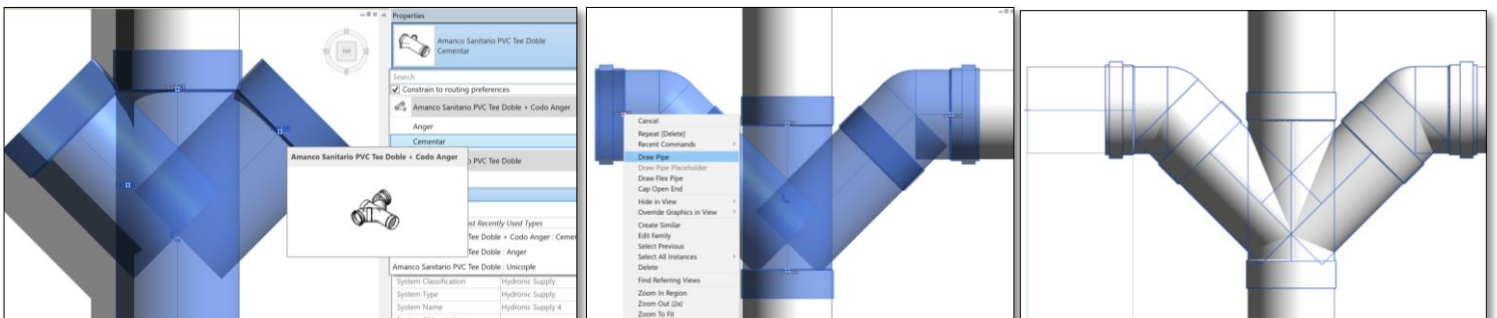 Properties
Amanco Sanitario PVC Tee Doble
Cementar
Search
Constrain to routing preferences
Amanco Sanitario PVC Tee Doble + Codo Anger
Anger
Cementar
Amanco Sanitario PVC Tee Doble + Codo Anger
PVC Tee Doble
st Recently Used Types
Tee Doble + Codo Anger : Cemen
Tee Doble : Anger
Amanco Sanitario PVC Tee Doble : Unicople
System Classification Hydronic Supply
System Type Hydronic Supply
System Name Hydronic Supply 4
Cancel
Repeat [Delete]
Recent Commands
Draw Pipe
Draw Pipe Placeholder
Draw Flex Pipe
Cap Open End
Hide in View
Override Graphics in View
Create Similar
Edit Family
Select Previous
Select All Instances
Delete
Find Referring Views
Zoom In Region
Zoom Out (2x)
Zoom To Fit